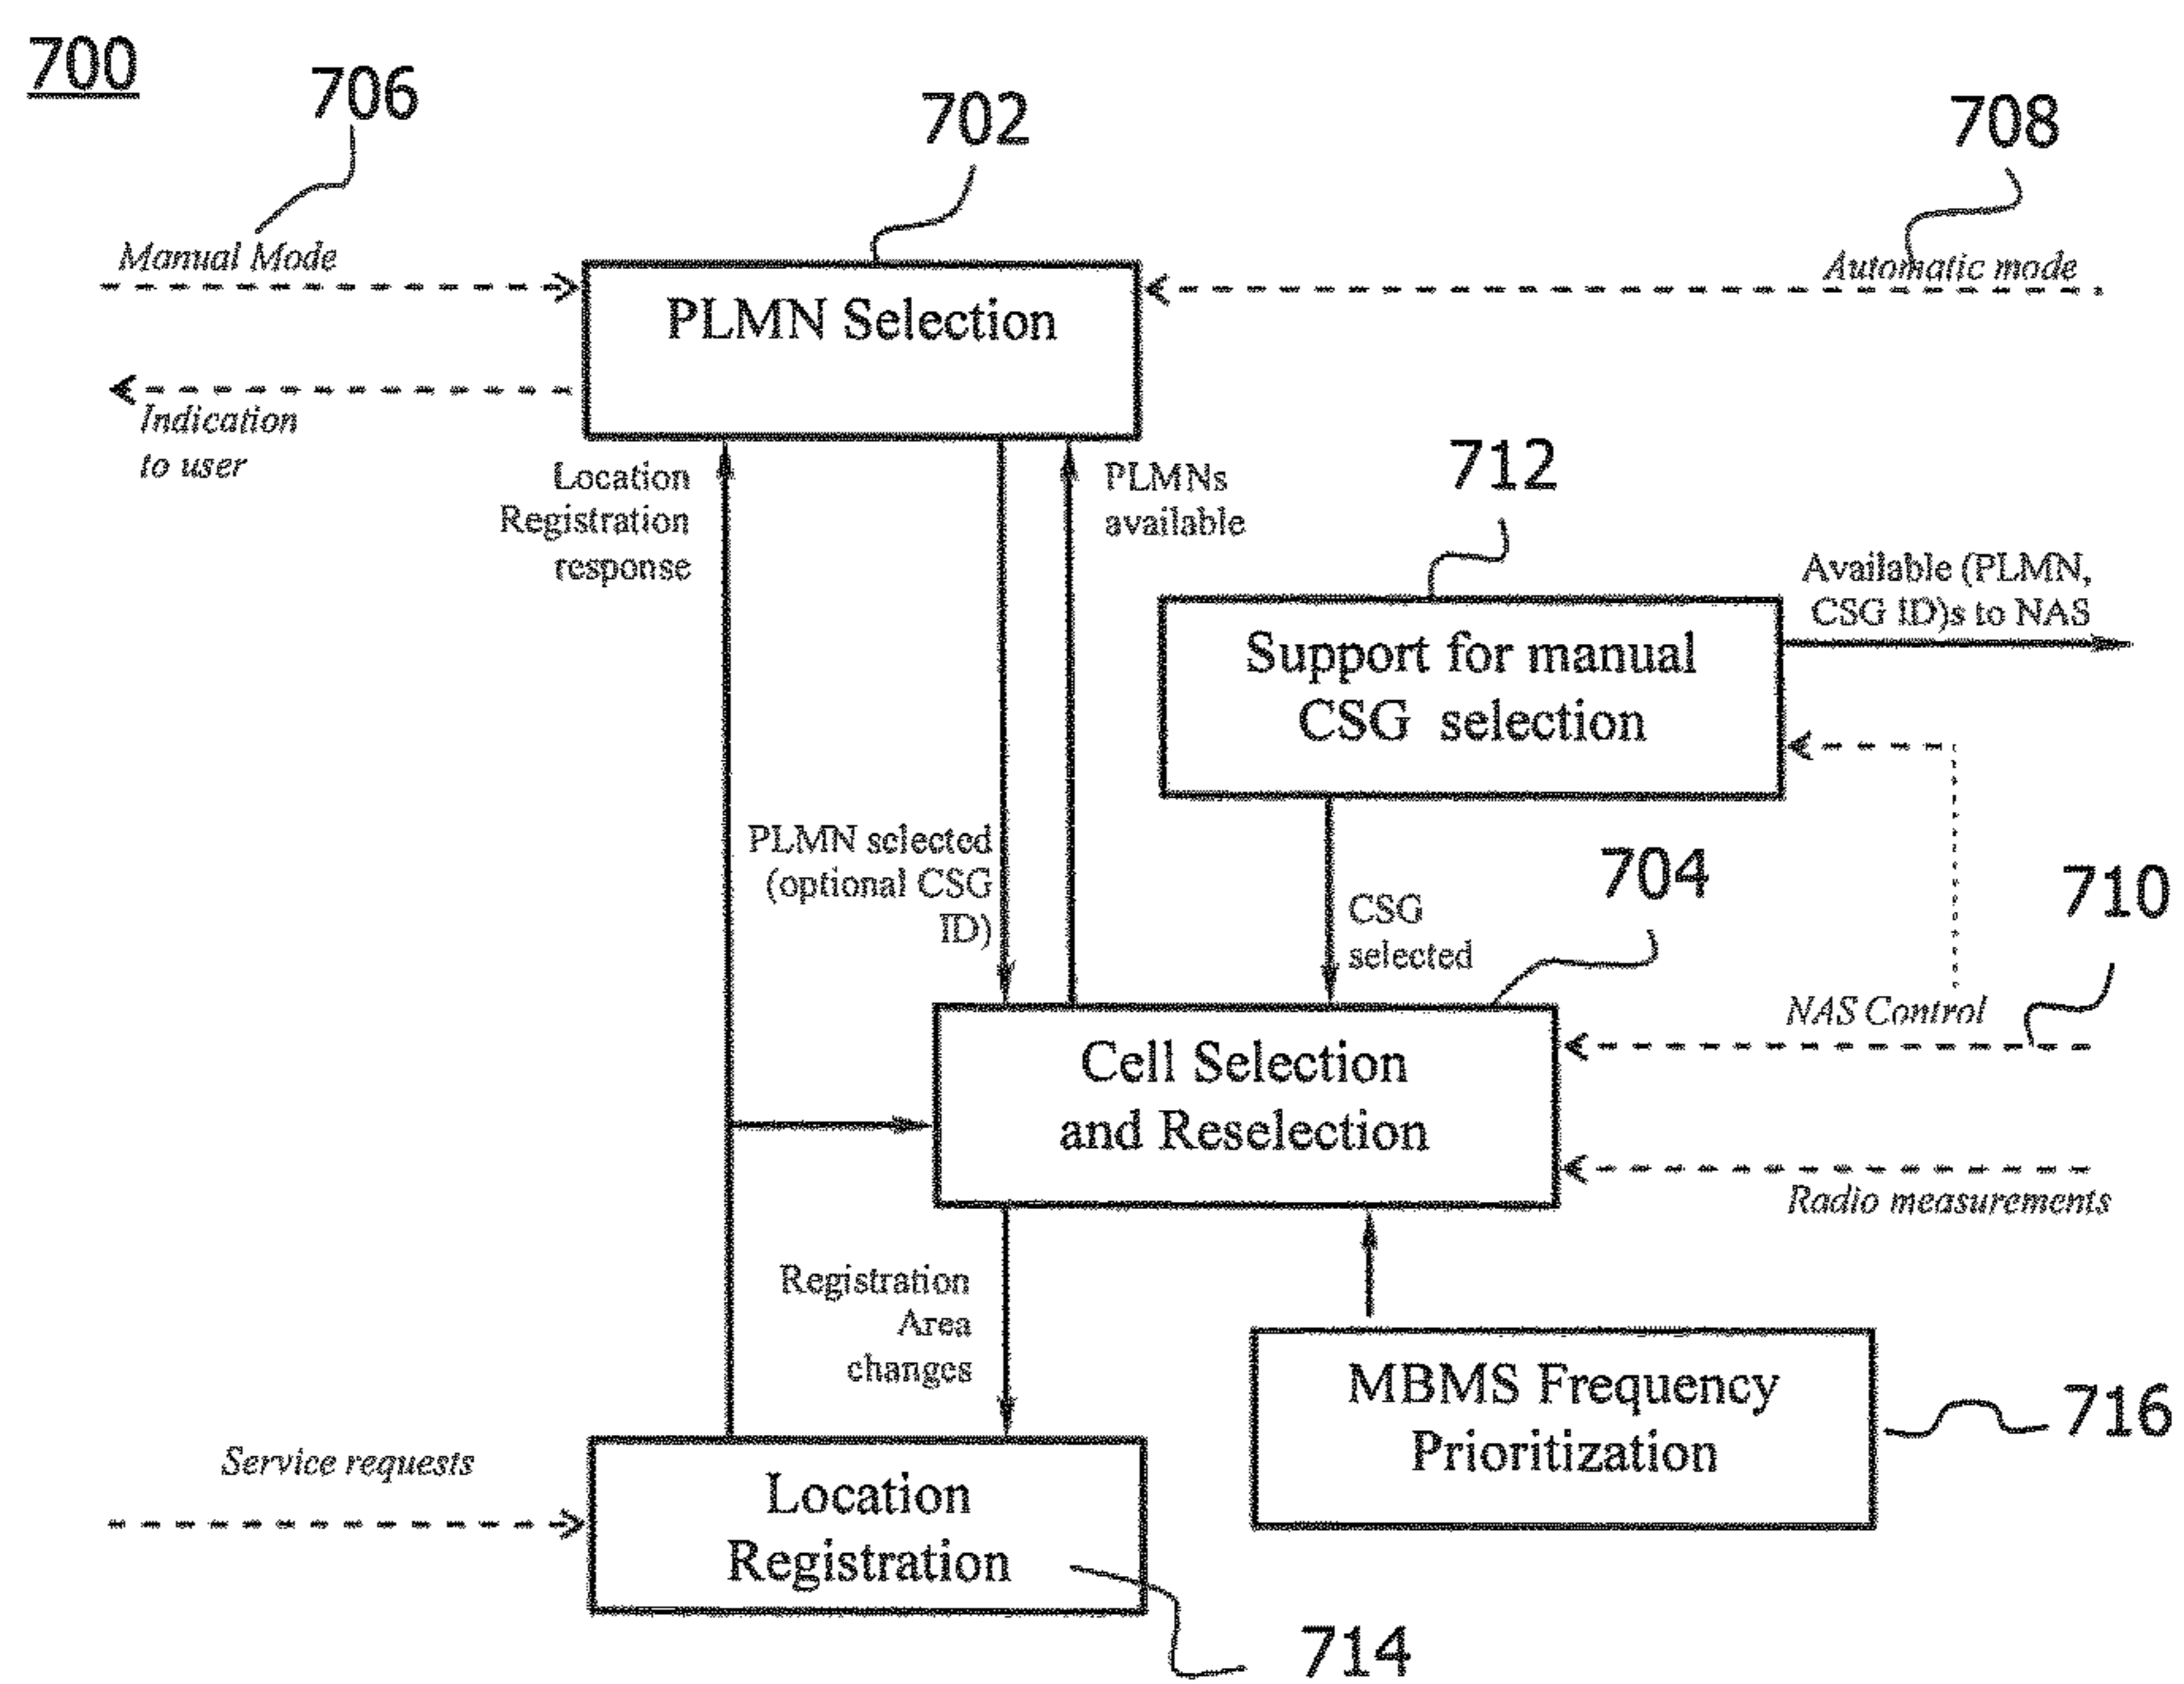 700
706
702
708
Manual Mode
Automatic mode
PLMN Selection
Indication
to user
Location
Registration
response
PLMNs
available
712
Available (PLMN,
CSG ID)s to NAS
Support for manual
CSG selection
PLMN selected
(optional CSG
ID)
CSG
selected
704
710
NAS Control
Cell Selection
and Reselection
Radio measurements
Registration
Area
changes
MBMS Frequency
Prioritization
716
Service requests
Location
Registration
714